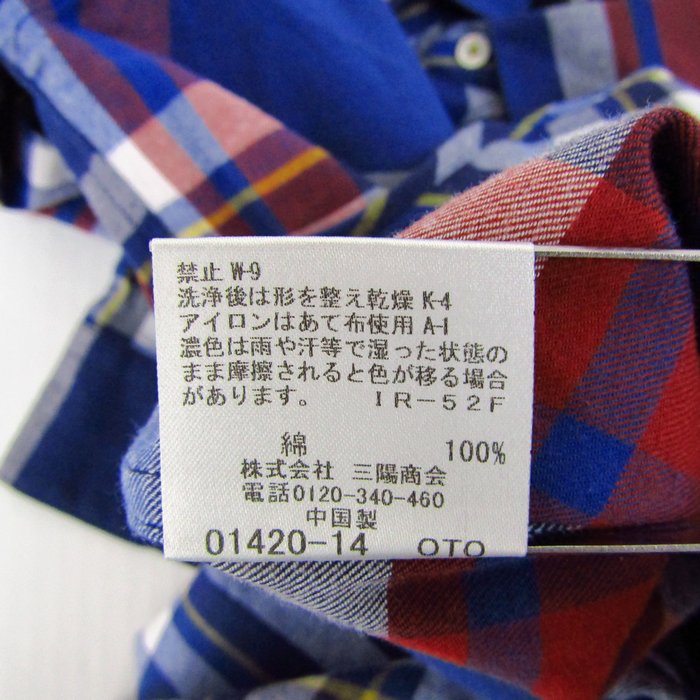 禁止 W-9
洗浄後は形を整え乾燥 K-4
アイロンはあて布使用 A-1
濃色は雨や汗等で湿った状態の
まま摩擦されると色が移る場合
があります。 IR-52F
綿 100%
株式会社 三陽商会
電話0120-340-460
中国製
01420-14 OTO